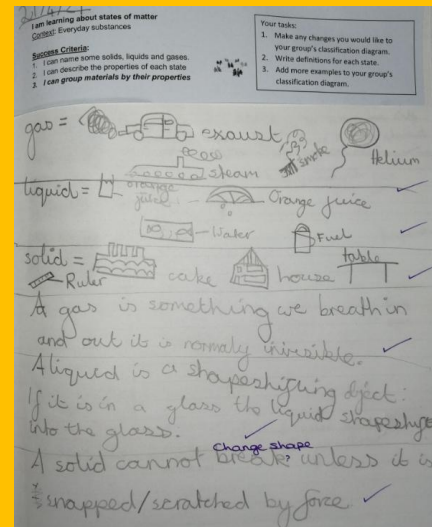 I am learning about states of matter
Context: Everyday substances
Success Criteria:
1. I can name some solids, liquids and gases.
2. I can describe the properties of each state
3. I can group materials by their properties
Your tasks:
1. Make any changes you would like to
your group's classification diagram.
2. Write definitions for each state.
3. Add more examples to your group's
classification diagram.
gas = exaust smoke Helium
steam
liquid = orange juice Orange juice
Water Fuel
solid = cake house table
Ruler
A gas is something we breath in
and out it is normaly invisible.
A liquid is a
If it is in a glass the liquid
into the glass.
Change shape
A solid cannot break unless it is
snapped/scratched by force